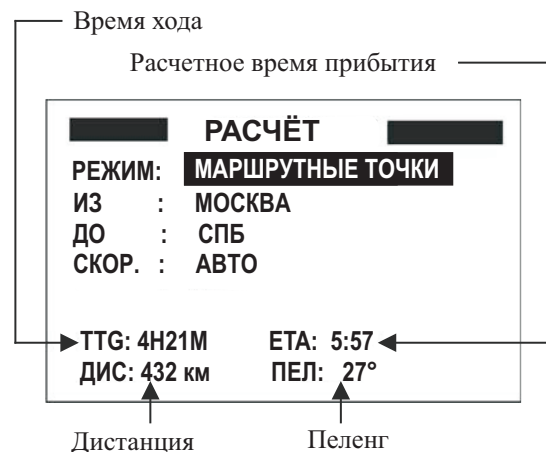 Время хода
Расчетное время прибытия
РАСЧЁТ
РЕЖИМ: МАРШРУТНЫЕ ТОЧКИ
ИЗ : МОСКВА
ДО : СПБ
СКОР. : АВТО
TTG: 4H21M ETA: 5:57
ДИС: 432 км ПЕЛ: 27°
Дистанция Пеленг